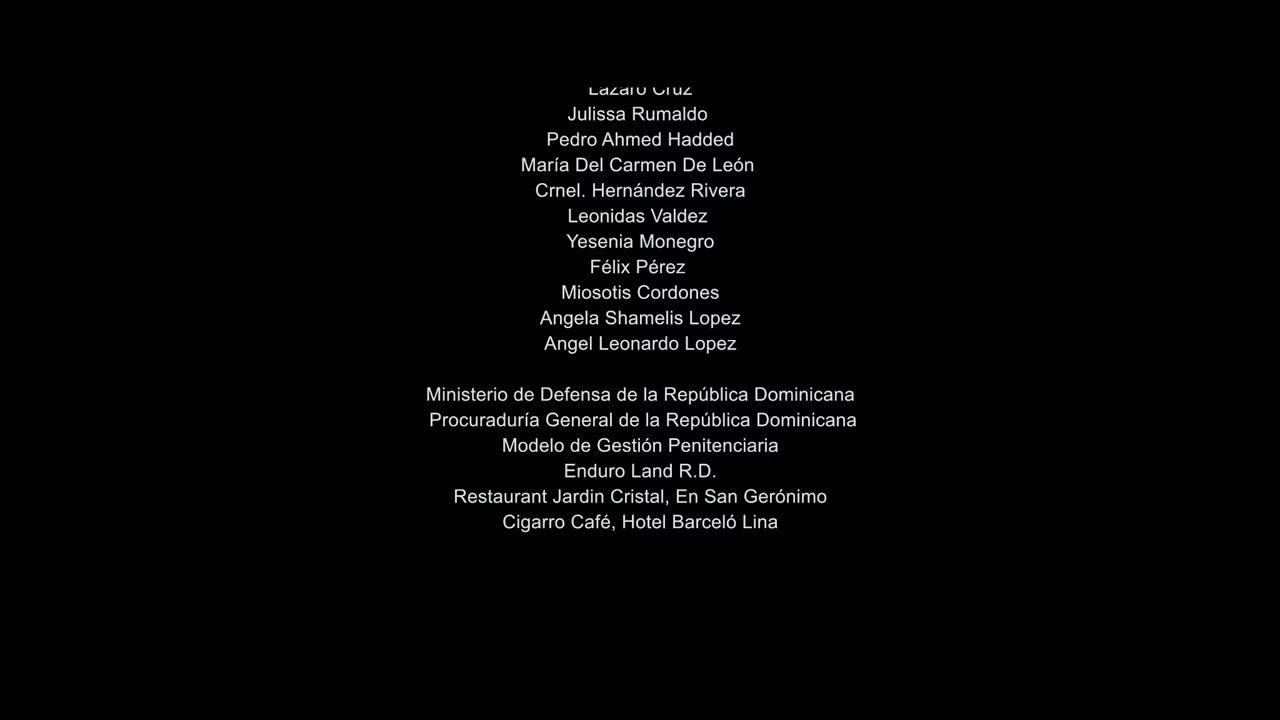 Lazaro Cruz
Julissa Rumaldo
Pedro Ahmed Hadded
María Del Carmen De León
Crnel. Hernández Rivera
Leonidas Valdez
Yesenia Monegro
Félix Pérez
Miosotis Cordones
Angela Shamelis Lopez
Angel Leonardo Lopez
Ministerio de Defensa de la República Dominicana
Procuraduría General de la República Dominicana
Modelo de Gestión Penitenciaria
Enduro Land R.D.
Restaurant Jardin Cristal, En San Gerónimo
Cigarro Café, Hotel Barceló Lina